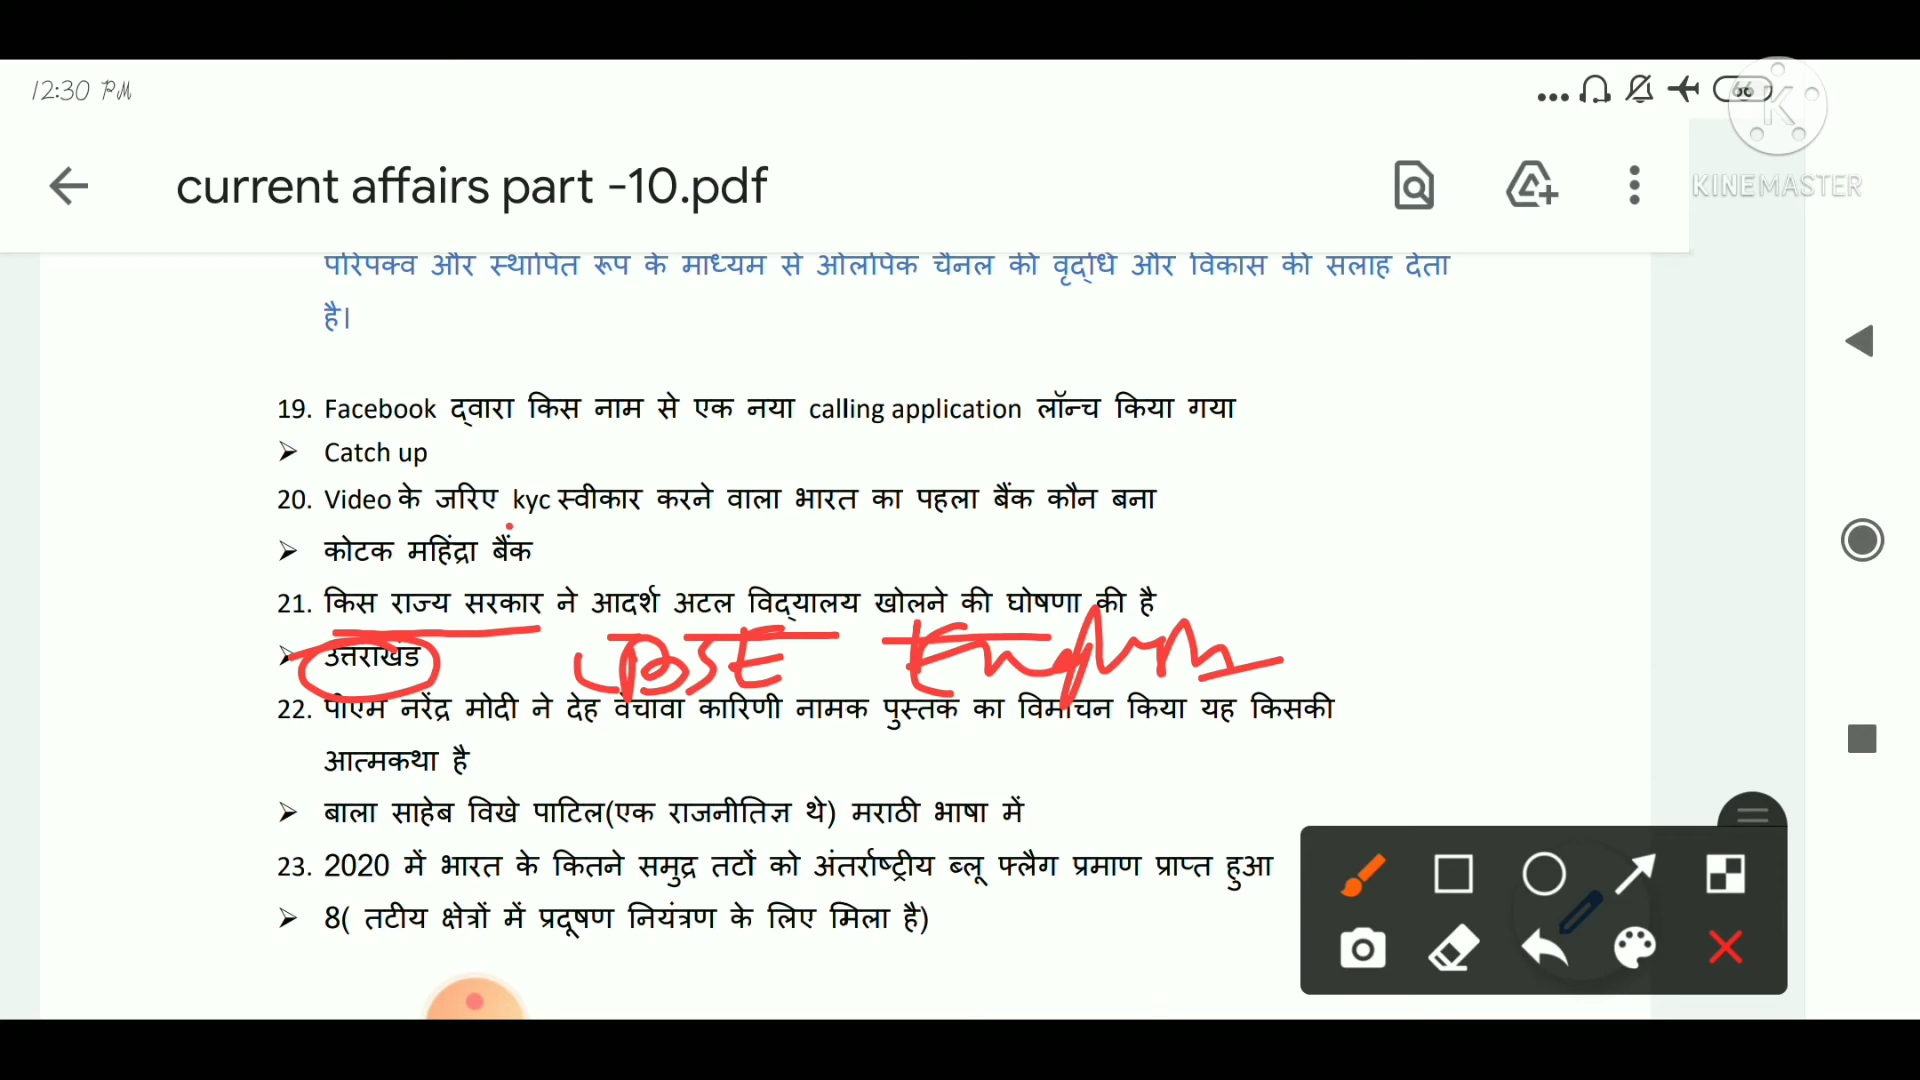 12:30 PM
66
current affairs part -10.pdf
KINEMASTER
परिपक्व और स्थापित रूप के माध्यम से ओलंपिक चैनल की वृद्धि और विकास की सलाह देता
है।
19. Facebook द्वारा किस नाम से एक नया calling application लॉन्च किया गया
➢ Catch up
20. Video के जरिए kyc स्वीकार करने वाला भारत का पहला बैंक कौन बना
➢ कोटक महिंद्रा बैंक
21. किस राज्य सरकार ने आदर्श अटल विद्यालय खोलने की घोषणा की है
➢ उत्तराखंड CBSE English
22. पीएम नरेंद्र मोदी ने देह वेचावा कारिणी नामक पुस्तक का विमोचन किया यह किसकी
आत्मकथा है
➢ बाला साहेब विखे पाटिल(एक राजनीतिज्ञ थे) मराठी भाषा में
23. 2020 में भारत के कितने समुद्र तटों को अंतर्राष्ट्रीय ब्लू फ्लैग प्रमाण प्राप्त हुआ
➢ 8( तटीय क्षेत्रों में प्रदूषण नियंत्रण के लिए मिला है)